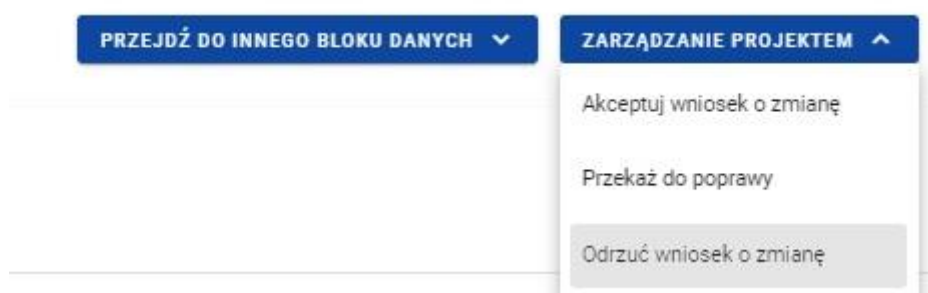 PRZEJDŹ DO INNEGO BLOKU DANYCH
ZARZĄDZANIE PROJEKTEM
Akceptuj wniosek o zmianę
Przekaż do poprawy
Odrzuć wniosek o zmianę